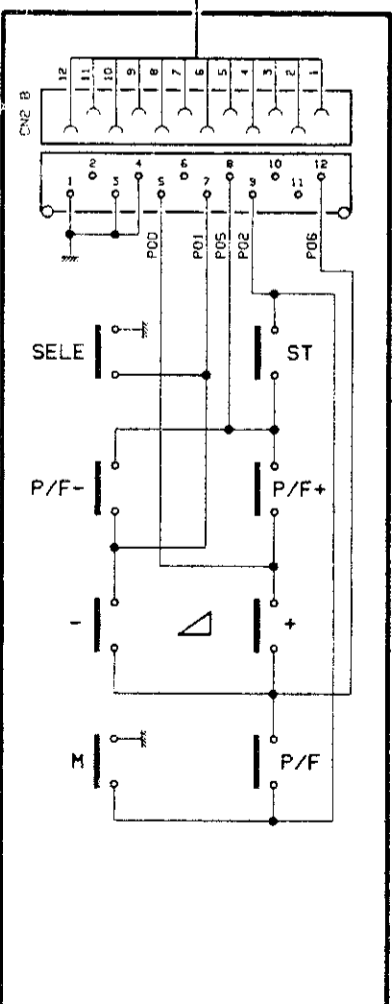 12 11 10 9 8 7 6 5 4 3 2 1
CN2 B
2 4 6 8 10 12
1 3 5 7 9 11
P00 P01 P05 P02 P06
SELE ST
P/F- P/F+
- +
M P/F